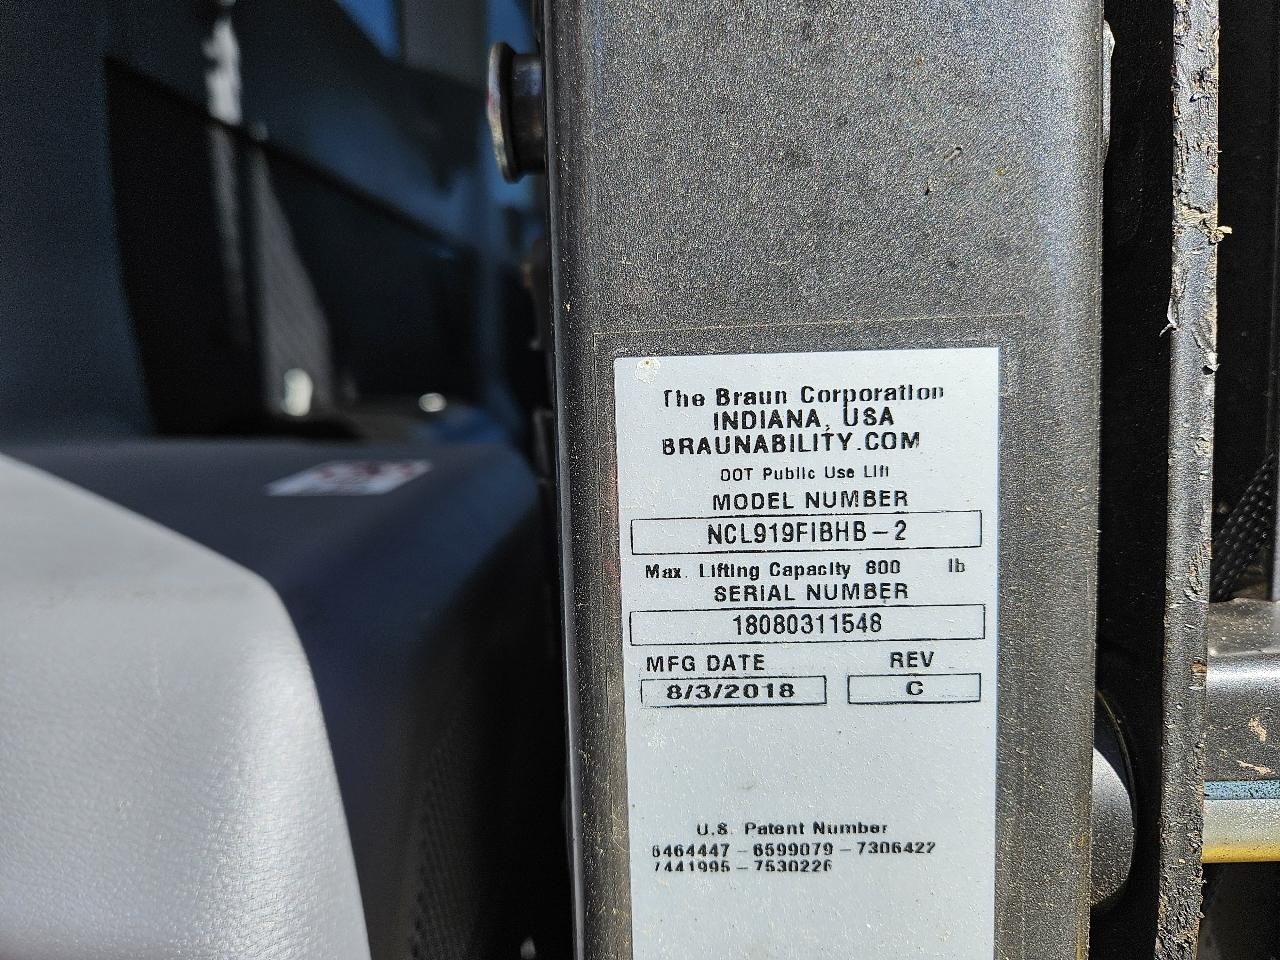 The Braun Corporation
INDIANA, USA
BRAUNABILITY.COM
DOT Public Use Lift
MODEL NUMBER
NCL919FIBHB-2
Max. Lifting Capacity 800 lb
SERIAL NUMBER
18080311548
MFG DATE REV
8/3/2018 C
U.S. Patent Number
6464447 - 6599079 - 7306422
7441995 - 7530226